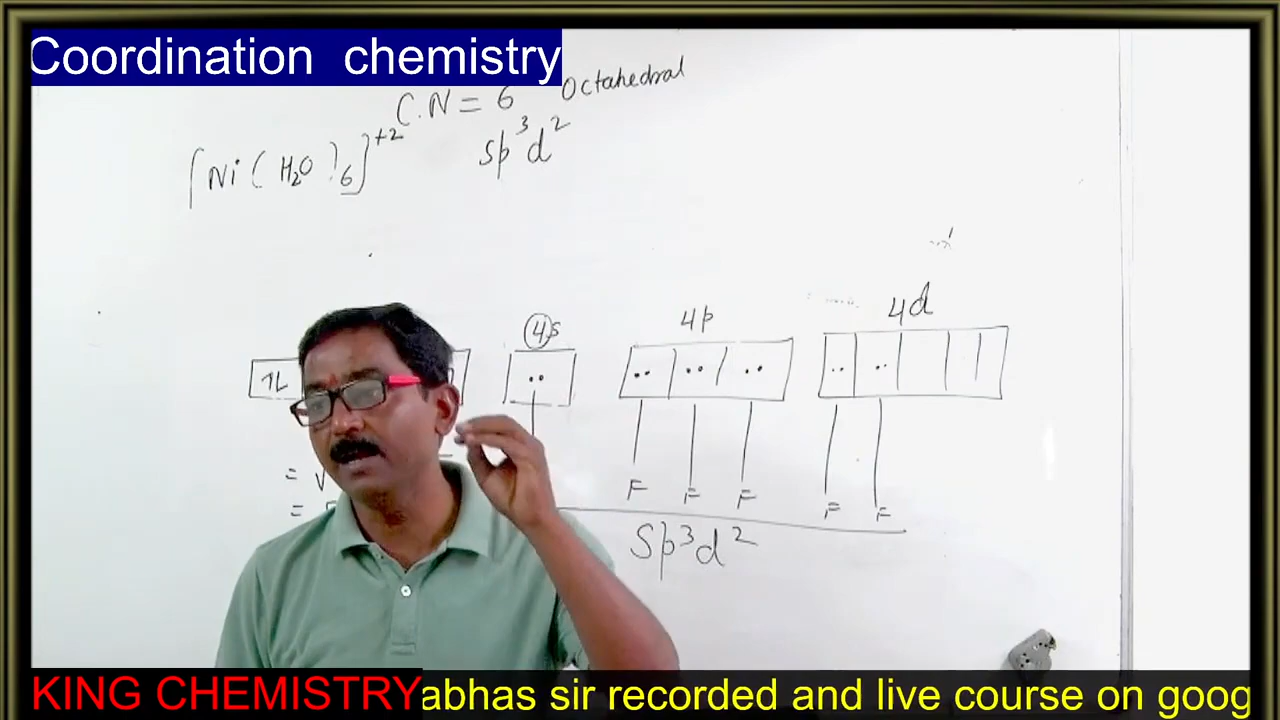 Coordination chemistry
C.N = 6 Octahedral
[Ni(H₂O)₆]⁺²
sp³d²
4s 4p 4d
1L
F F F F F
=
=
Sp³d²
KING CHEMISTRY abhas sir recorded and live course on goog